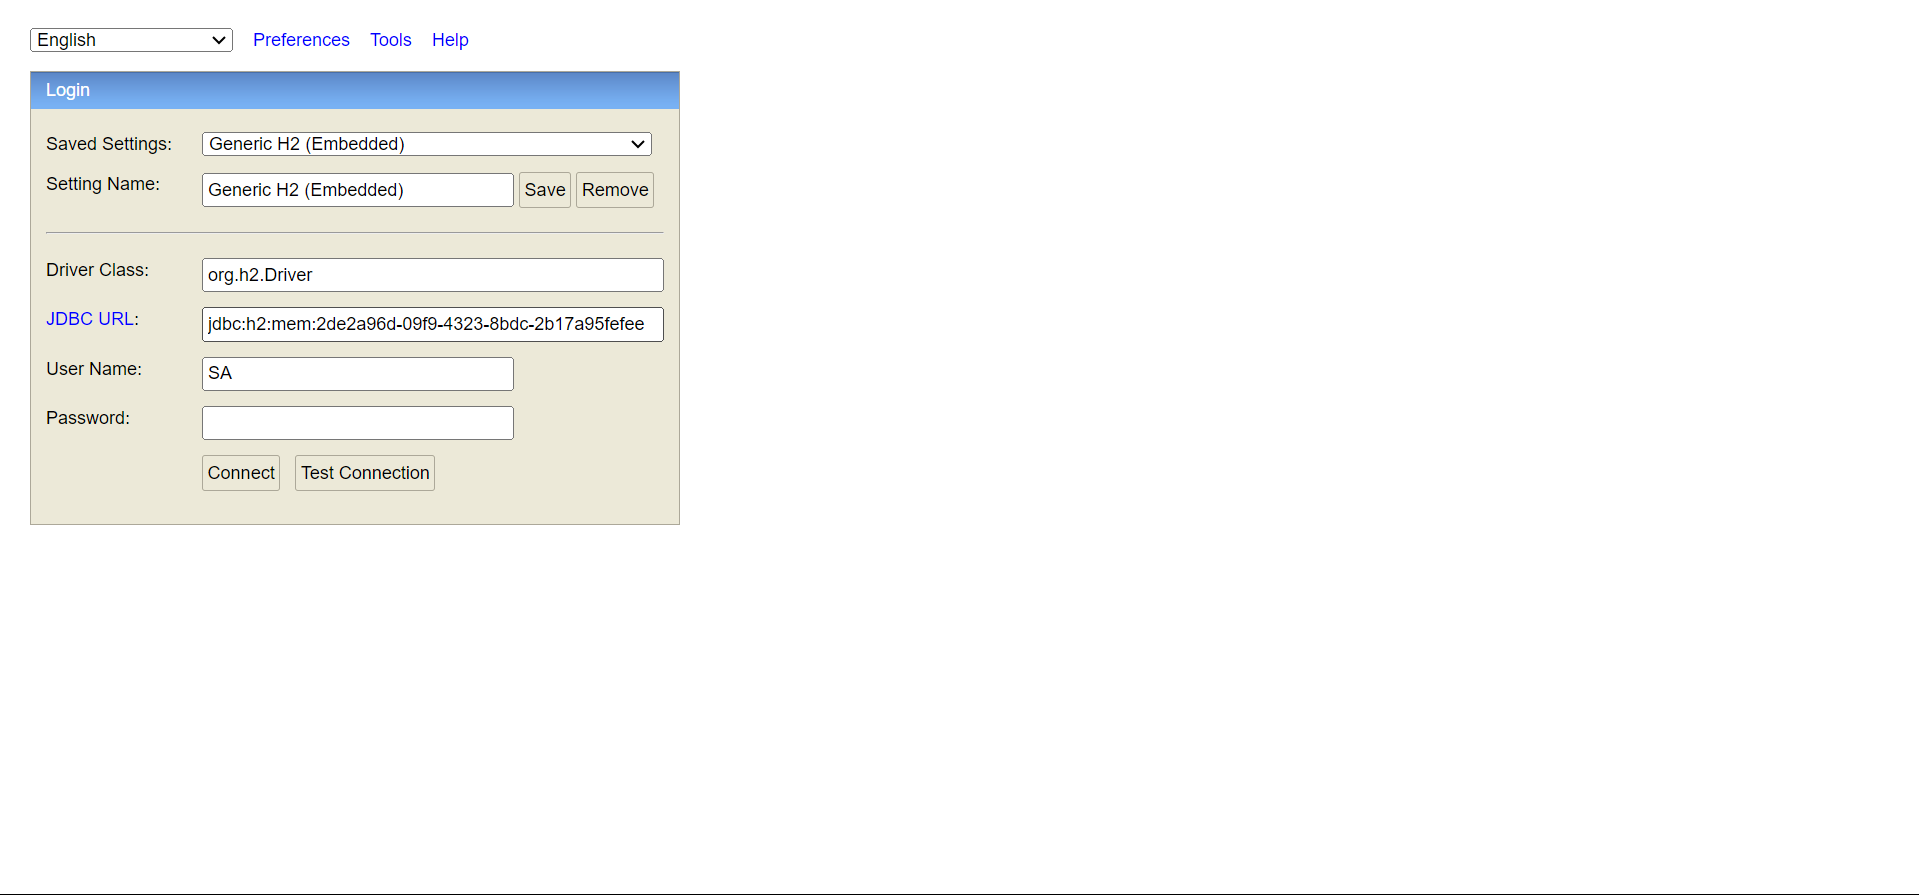 English Preferences Tools Help
Login
Saved Settings: Generic H2 (Embedded)
Setting Name: Generic H2 (Embedded) Save Remove
Driver Class: org.h2.Driver
JDBC URL: jdbc:h2:mem:2de2a96d-09f9-4323-8bdc-2b17a95fefee
User Name: SA
Password:
Connect Test Connection